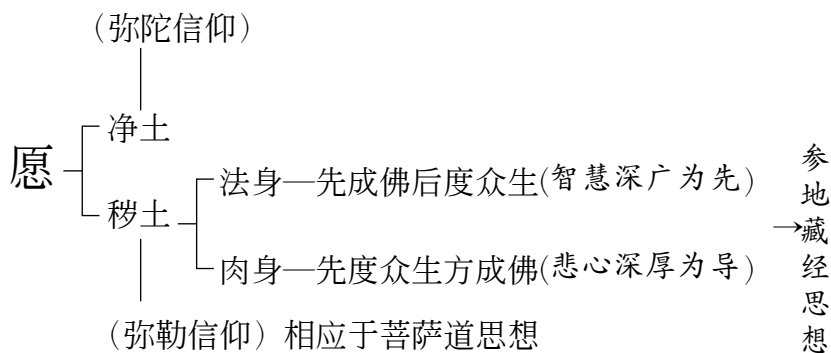 （弥陀信仰）
净土
愿
法身—先成佛后度众生(智慧深广为先)
秽土
肉身—先度众生方成佛(悲心深厚为导)
（弥勒信仰）相应于菩萨道思想
→参地藏经思想